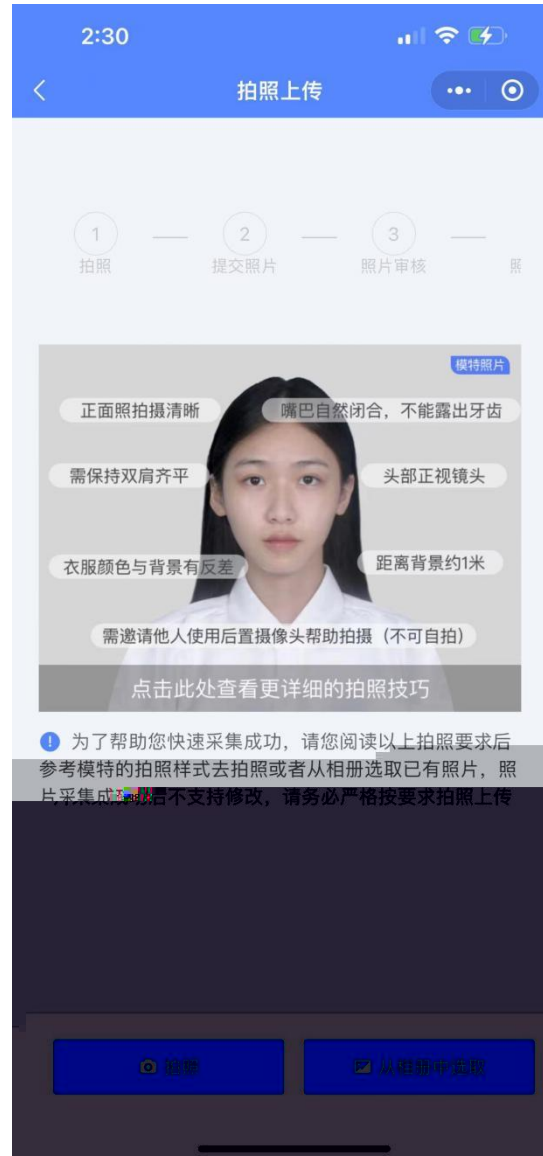 2:30
拍照上传
1
2
3
拍照
提交照片
照片审核
照
模特照片
正面照拍摄清晰
嘴巴自然闭合，不能露出牙齿
需保持双肩齐平
头部正视镜头
衣服颜色与背景有反差
距离背景约1米
需邀请他人使用后置摄像头帮助拍摄（不可自拍）
点击此处查看更详细的拍照技巧
为了帮助您快速采集成功，请您阅读以上拍照要求后
参考模特的拍照样式去拍照或者从相册选取已有照片，照
片采集成功后不支持修改，请务必严格按要求拍照上传
拍照
从相册中选取